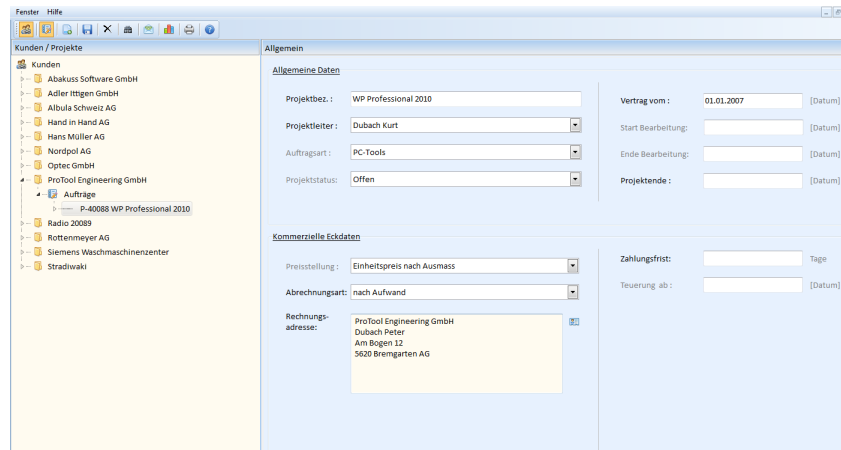 Fenster Hilfe
Kunden / Projekte
Kunden
Abakuss Software GmbH
Adler Ittigen GmbH
Albula Schweiz AG
Hand in Hand AG
Hans Müller AG
Nordpol AG
Optec GmbH
ProTool Engineering GmbH
Aufträge
P-40088 WP Professional 2010
Radio 20089
Rottenmeyer AG
Siemens Waschmaschinenzenter
Stradiwaki
Allgemein
Allgemeine Daten
Projektbez. : WP Professional 2010
Projektleiter : Dubach Kurt
Auftragsart : PC-Tools
Projektstatus: Offen
Vertrag vom : 01.01.2007 [Datum]
Start Bearbeitung: [Datum]
Ende Bearbeitung: [Datum]
Projektende : [Datum]
Kommerzielle Eckdaten
Preisstellung : Einheitspreis nach Ausmass
Abrechnungsart: nach Aufwand
Rechnungs-
adresse:
ProTool Engineering GmbH
Dubach Peter
Am Bogen 12
5620 Bremgarten AG
Zahlungsfrist: Tage
Teuerung ab : [Datum]